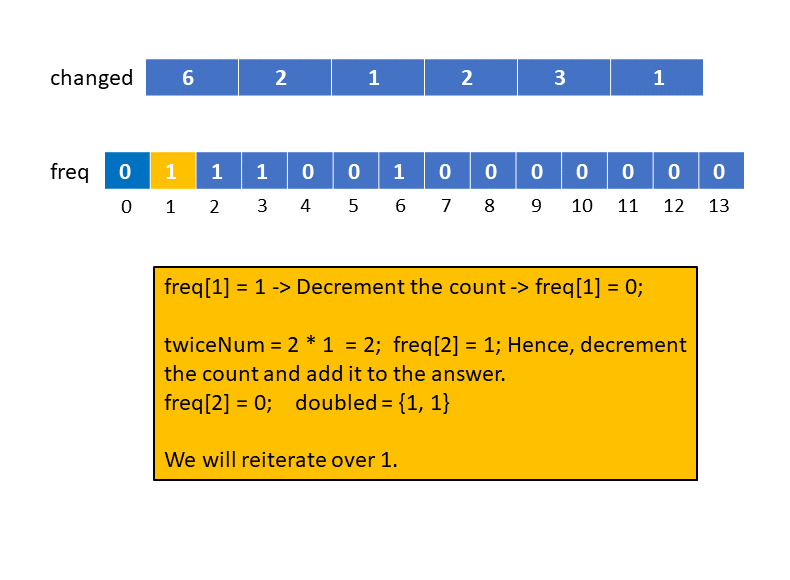 changed 6 2 1 2 3 1
freq 0 1 1 1 0 0 1 0 0 0 0 0 0 0
0 1 2 3 4 5 6 7 8 9 10 11 12 13
freq[1] = 1 -> Decrement the count -> freq[1] = 0;
twiceNum = 2 * 1 = 2; freq[2] = 1; Hence, decrement
the count and add it to the answer.
freq[2] = 0; doubled = {1, 1}
We will reiterate over 1.